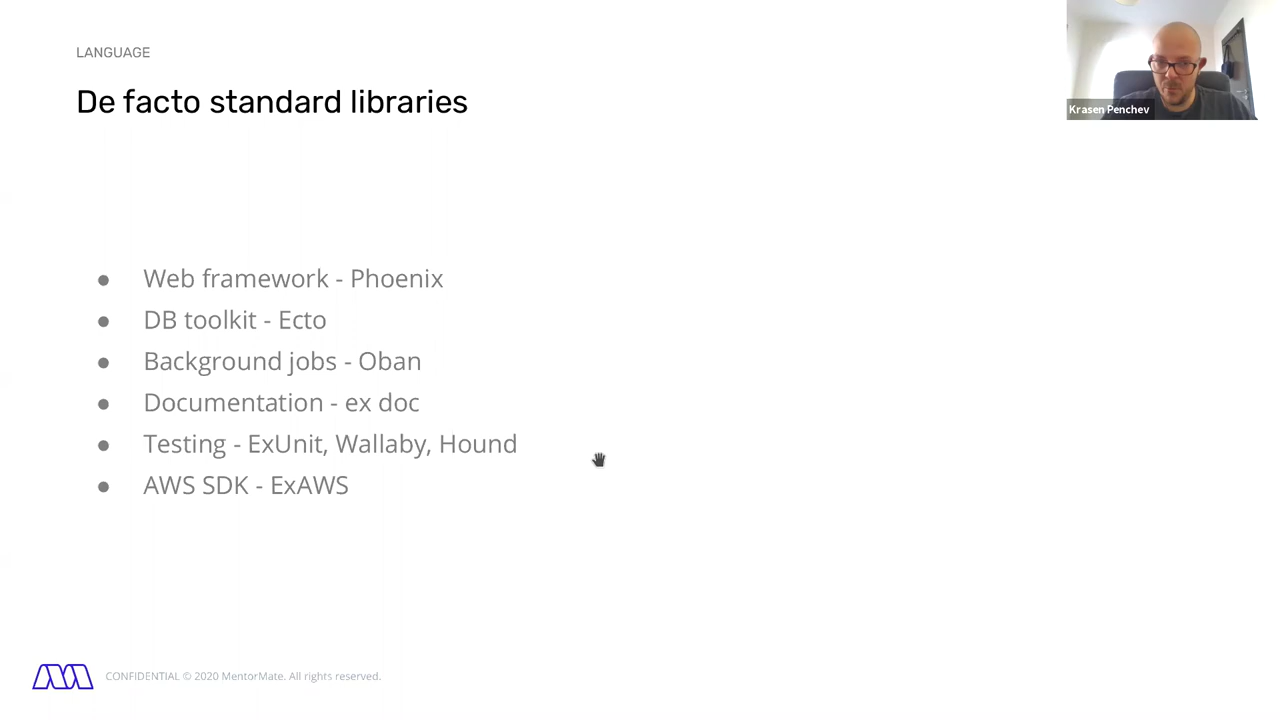 LANGUAGE
De facto standard libraries
Krasen Penchev
● Web framework - Phoenix
● DB toolkit - Ecto
● Background jobs - Oban
● Documentation - ex doc
● Testing - ExUnit, Wallaby, Hound
● AWS SDK - ExAWS
CONFIDENTIAL © 2020 MentorMate. All rights reserved.